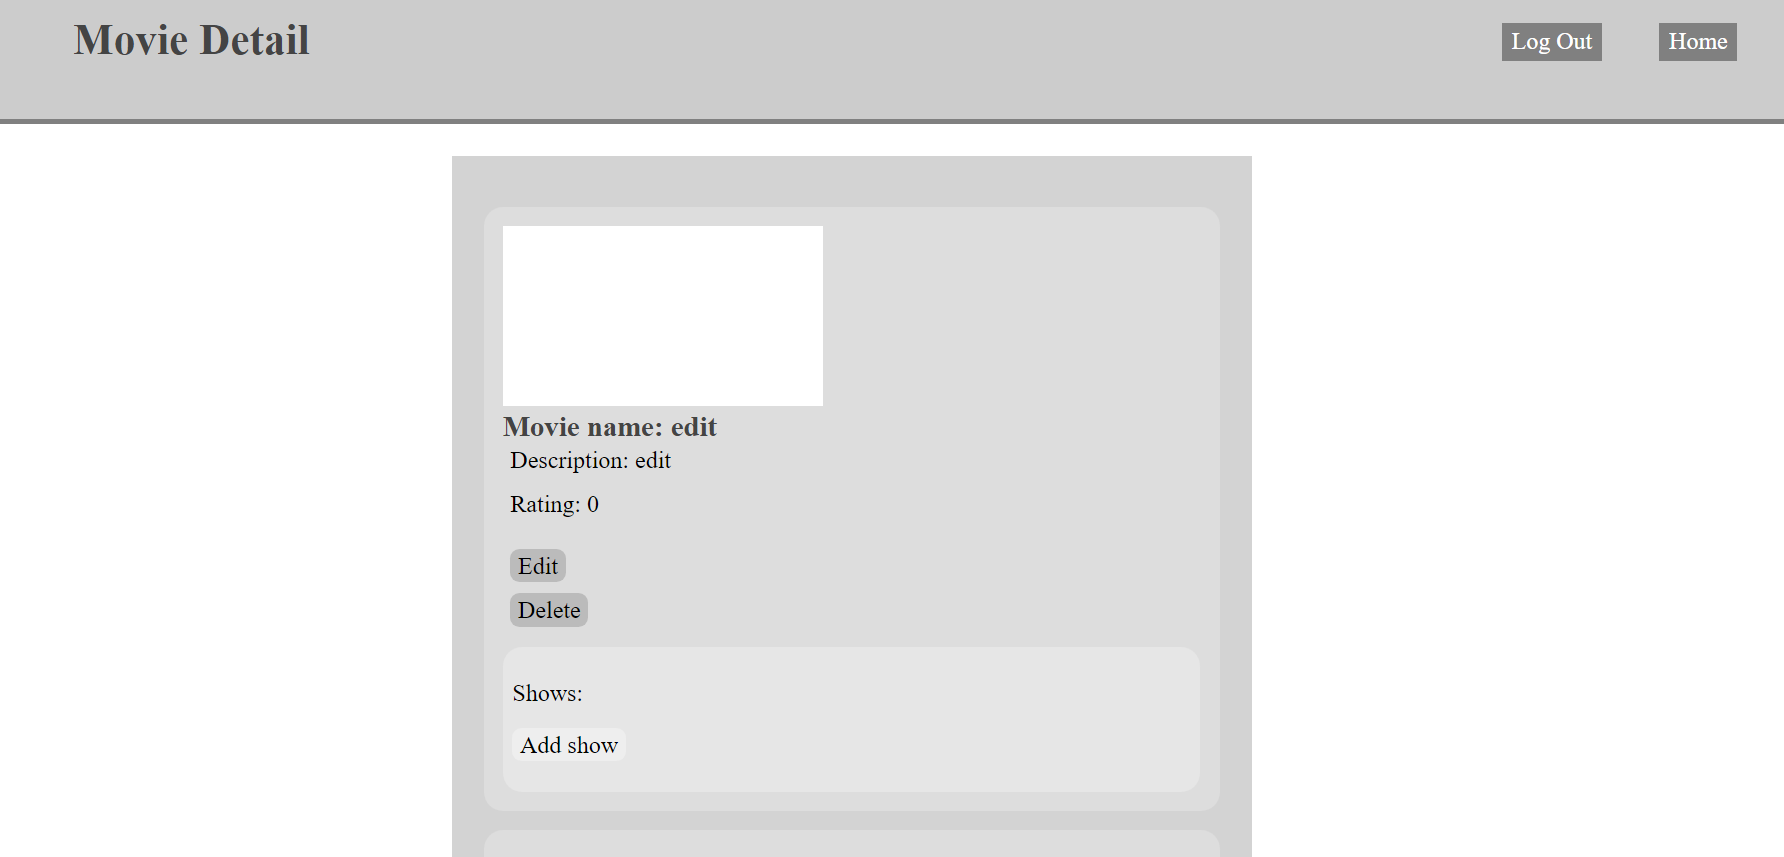 Movie Detail
Log Out
Home
Movie name: edit
Description: edit
Rating: 0
Edit
Delete
Shows:
Add show